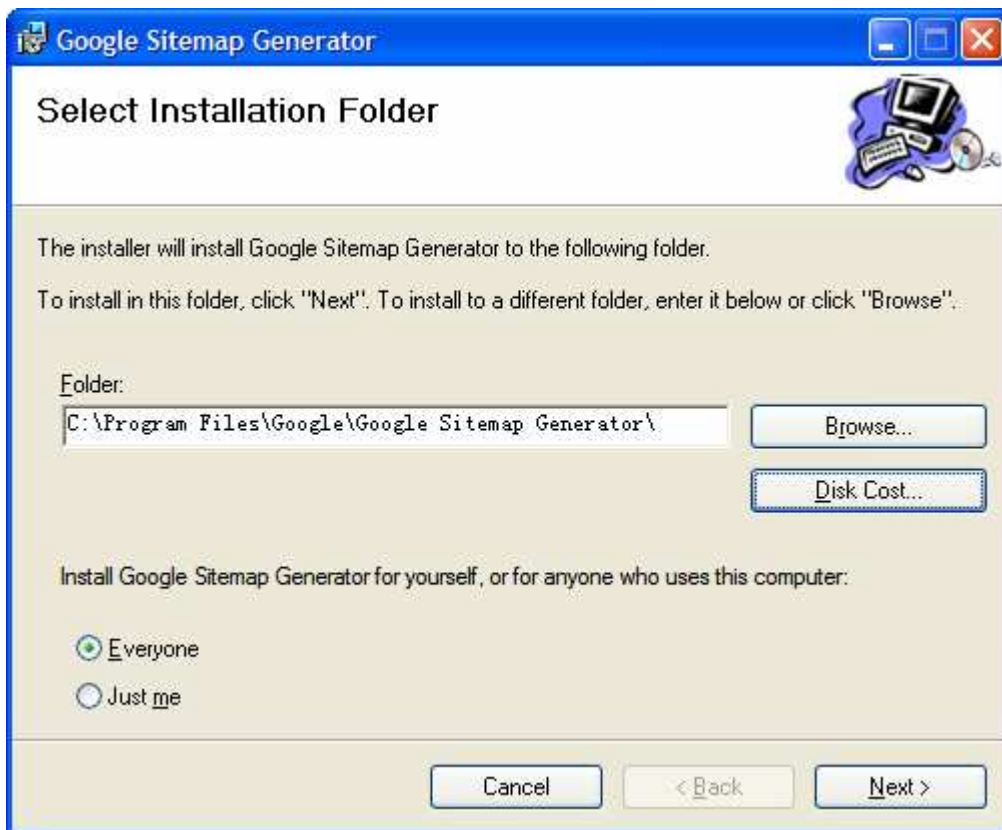 Google Sitemap Generator
Select Installation Folder
The installer will install Google Sitemap Generator to the following folder.
To install in this folder, click "Next". To install to a different folder, enter it below or click "Browse".
Folder:
C:\Program Files\Google\Google Sitemap Generator\
Browse...
Disk Cost...
Install Google Sitemap Generator for yourself, or for anyone who uses this computer:
Everyone
Just me
Cancel
< Back
Next >